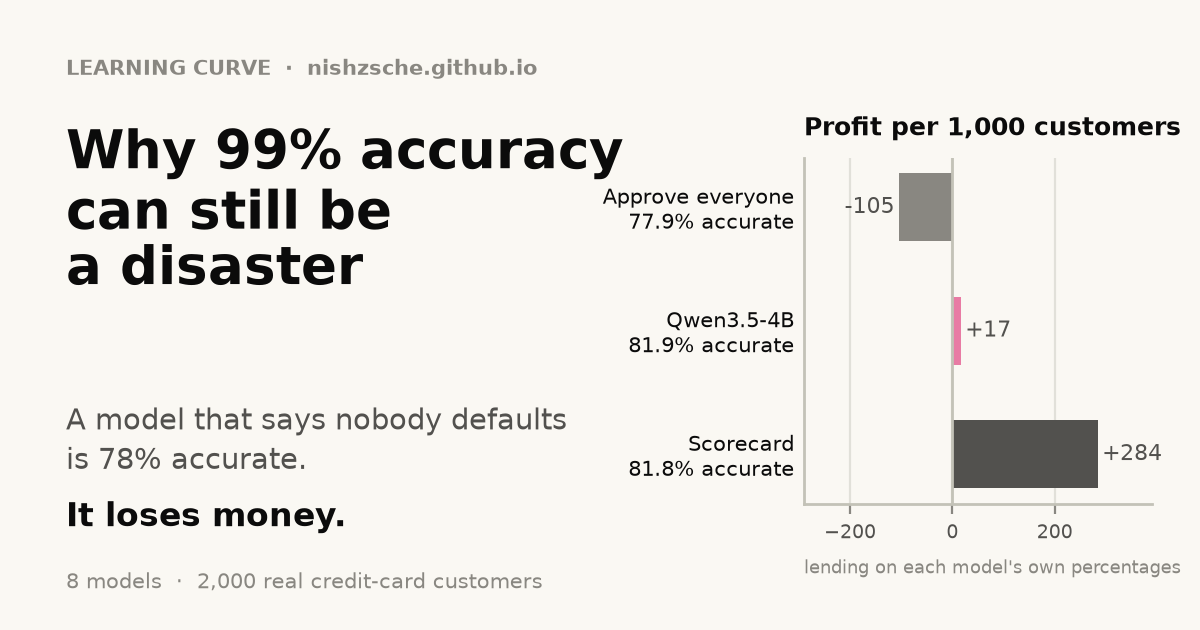 LEARNING CURVE · nishzsche.github.io
Why 99% accuracy
can still be
a disaster
A model that says nobody defaults
is 78% accurate.
It loses money.
8 models · 2,000 real credit-card customers
Profit per 1,000 customers
Approve everyone
77.9% accurate
-105
Qwen3.5-4B
81.9% accurate
+17
Scorecard
81.8% accurate
+284
−200 0 200
lending on each model's own percentages